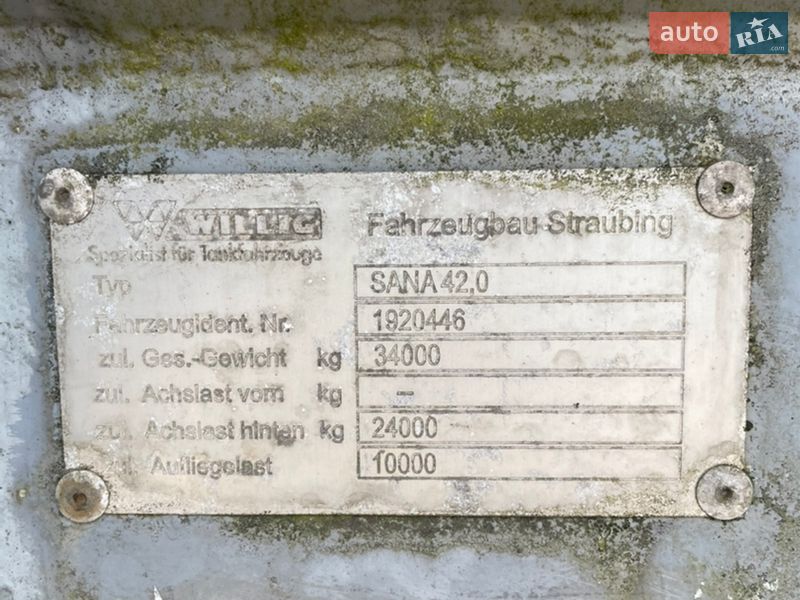 auto RIA .com
WILLIG Fahrzeugbau Straubing
Spezialist für Tankfahrzeuge
Typ SANA 42,0
Fahrzeugident. Nr. 1920446
zul. Ges.-Gewicht kg 34000
zul. Achslast vorn kg –
zul. Achslast hinten kg 24000
zul. Aufliegelast 10000